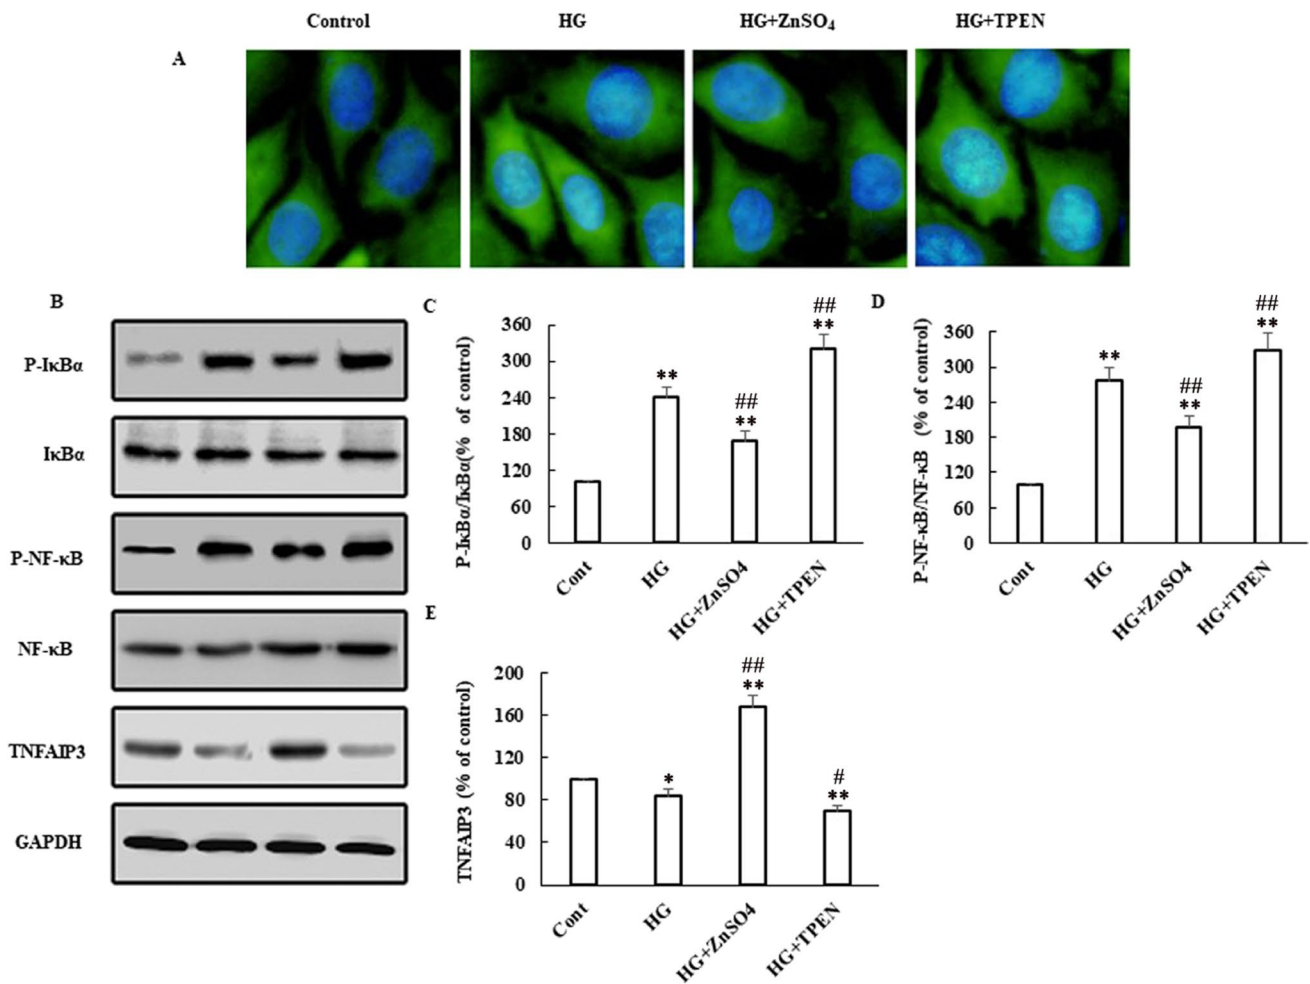 Control HG HG+ZnSO4 HG+TPEN
A
B
P-IκBα
IκBα
P-NF-κB
NF-κB
TNFAIP3
GAPDH
C
P-IκBα/IκBα(% of control)
360
300
240
180
120
60
0
**
##
**
##
**
Cont HG HG+ZnSO4 HG+TPEN
D
P-NF-κB/NF-κB (% of control)
360
300
240
180
120
60
0
**
##
**
##
**
Cont HG HG+ZnSO4 HG+TPEN
E
TNFAIP3 (% of control)
200
160
120
80
40
0
*
##
**
#
**
Cont HG HG+ZnSO4 HG+TPEN